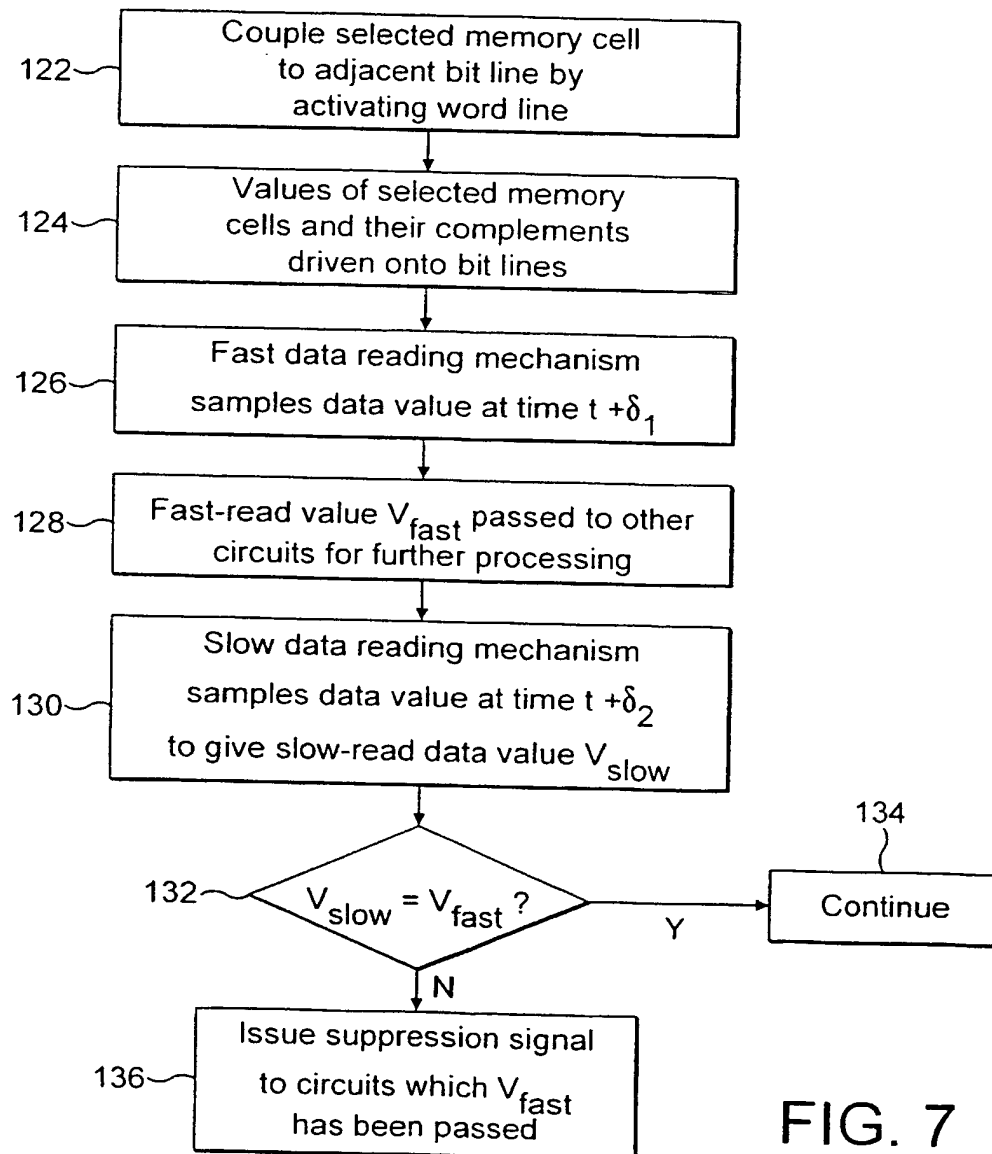 122
Couple selected memory cell
to adjacent bit line by
activating word line
124
Values of selected memory
cells and their complements
driven onto bit lines
126
Fast data reading mechanism
samples data value at time t +δ1
128
Fast-read value Vfast passed to other
circuits for further processing
130
Slow data reading mechanism
samples data value at time t +δ2
to give slow-read data value Vslow
132
Vslow = Vfast ?
Y
134
Continue
N
136
Issue suppression signal
to circuits which Vfast
has been passed
FIG. 7